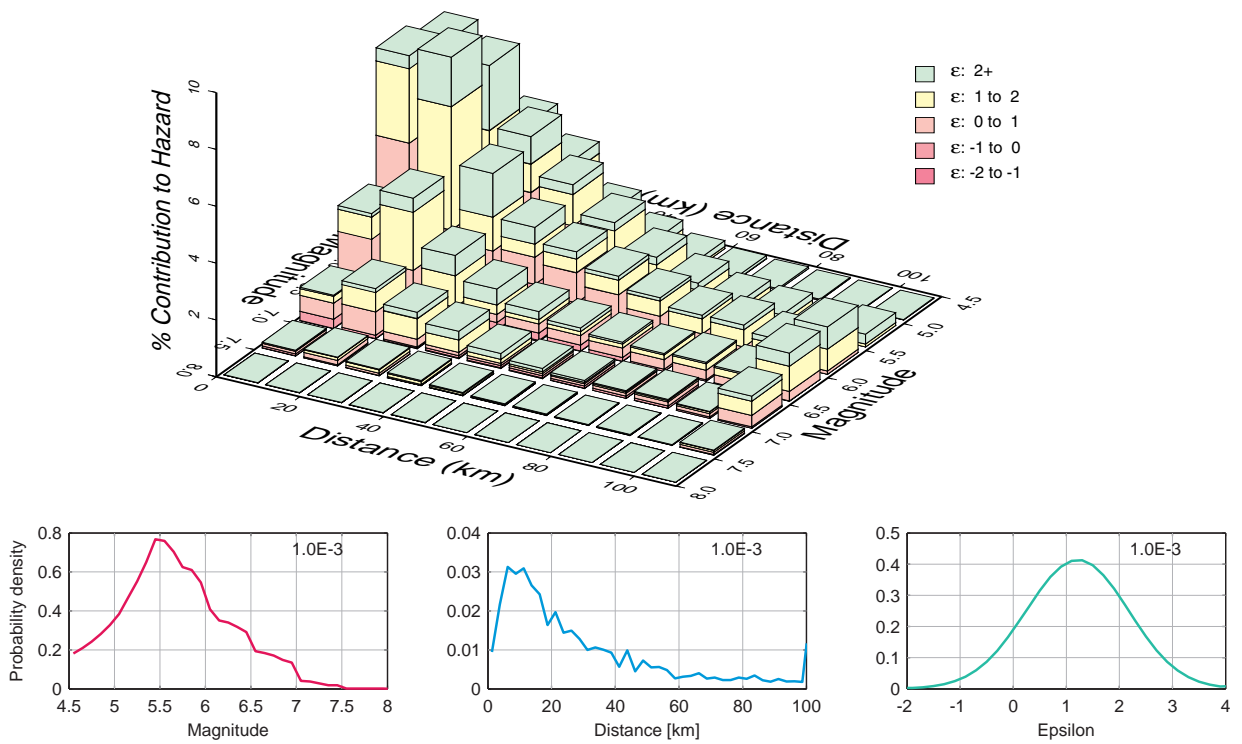 10
8
6
4
2
0
% Contribution to Hazard
ε: 2+
ε: 1 to 2
ε: 0 to 1
ε: -1 to 0
ε: -2 to -1
Magnitude
7.0
7.5
8.0
Distance (km)
60
80
100
4.5
5.0
5.5
6.0
6.5
7.0
7.5
8.0
Magnitude
20
40
60
80
100
Distance (km)
Probability density
0.8
0.6
0.4
0.2
0
1.0E-3
4.5 5 5.5 6 6.5 7 7.5 8
Magnitude
0.04
0.03
0.02
0.01
0
1.0E-3
0 20 40 60 80 100
Distance [km]
0.5
0.4
0.3
0.2
0.1
0
1.0E-3
-2 -1 0 1 2 3 4
Epsilon